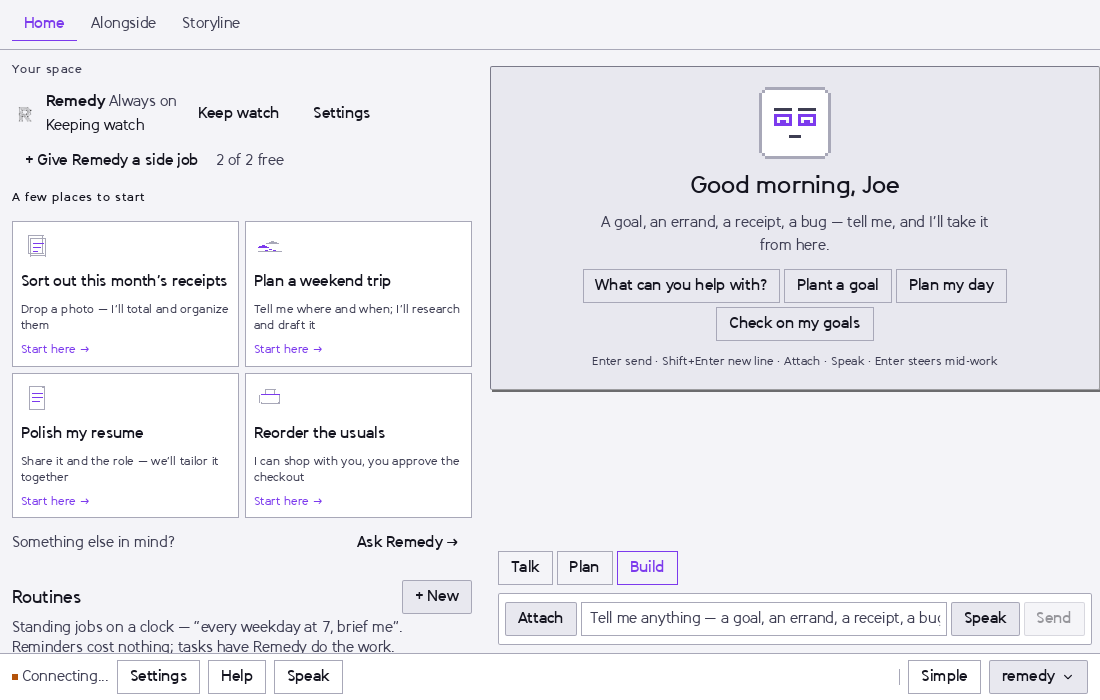 Home Alongside Storyline
Your space
Remedy Always on
Keeping watch
Keep watch Settings
+ Give Remedy a side job 2 of 2 free
A few places to start
Sort out this month's receipts
Drop a photo — I'll total and organize
them
Start here →
Plan a weekend trip
Tell me where and when; I'll research
and draft it
Start here →
Polish my resume
Share it and the role — we'll tailor it
together
Start here →
Reorder the usuals
I can shop with you, you approve the
checkout
Start here →
Something else in mind? Ask Remedy →
Routines + New
Standing jobs on a clock — "every weekday at 7, brief me".
Reminders cost nothing; tasks have Remedy do the work.
Good morning, Joe
A goal, an errand, a receipt, a bug — tell me, and I'll take it
from here.
What can you help with? Plant a goal Plan my day
Check on my goals
Enter send · Shift+Enter new line · Attach · Speak · Enter steers mid-work
Talk Plan Build
Attach Tell me anything — a goal, an errand, a receipt, a bug Speak Send
Connecting... Settings Help Speak Simple remedy